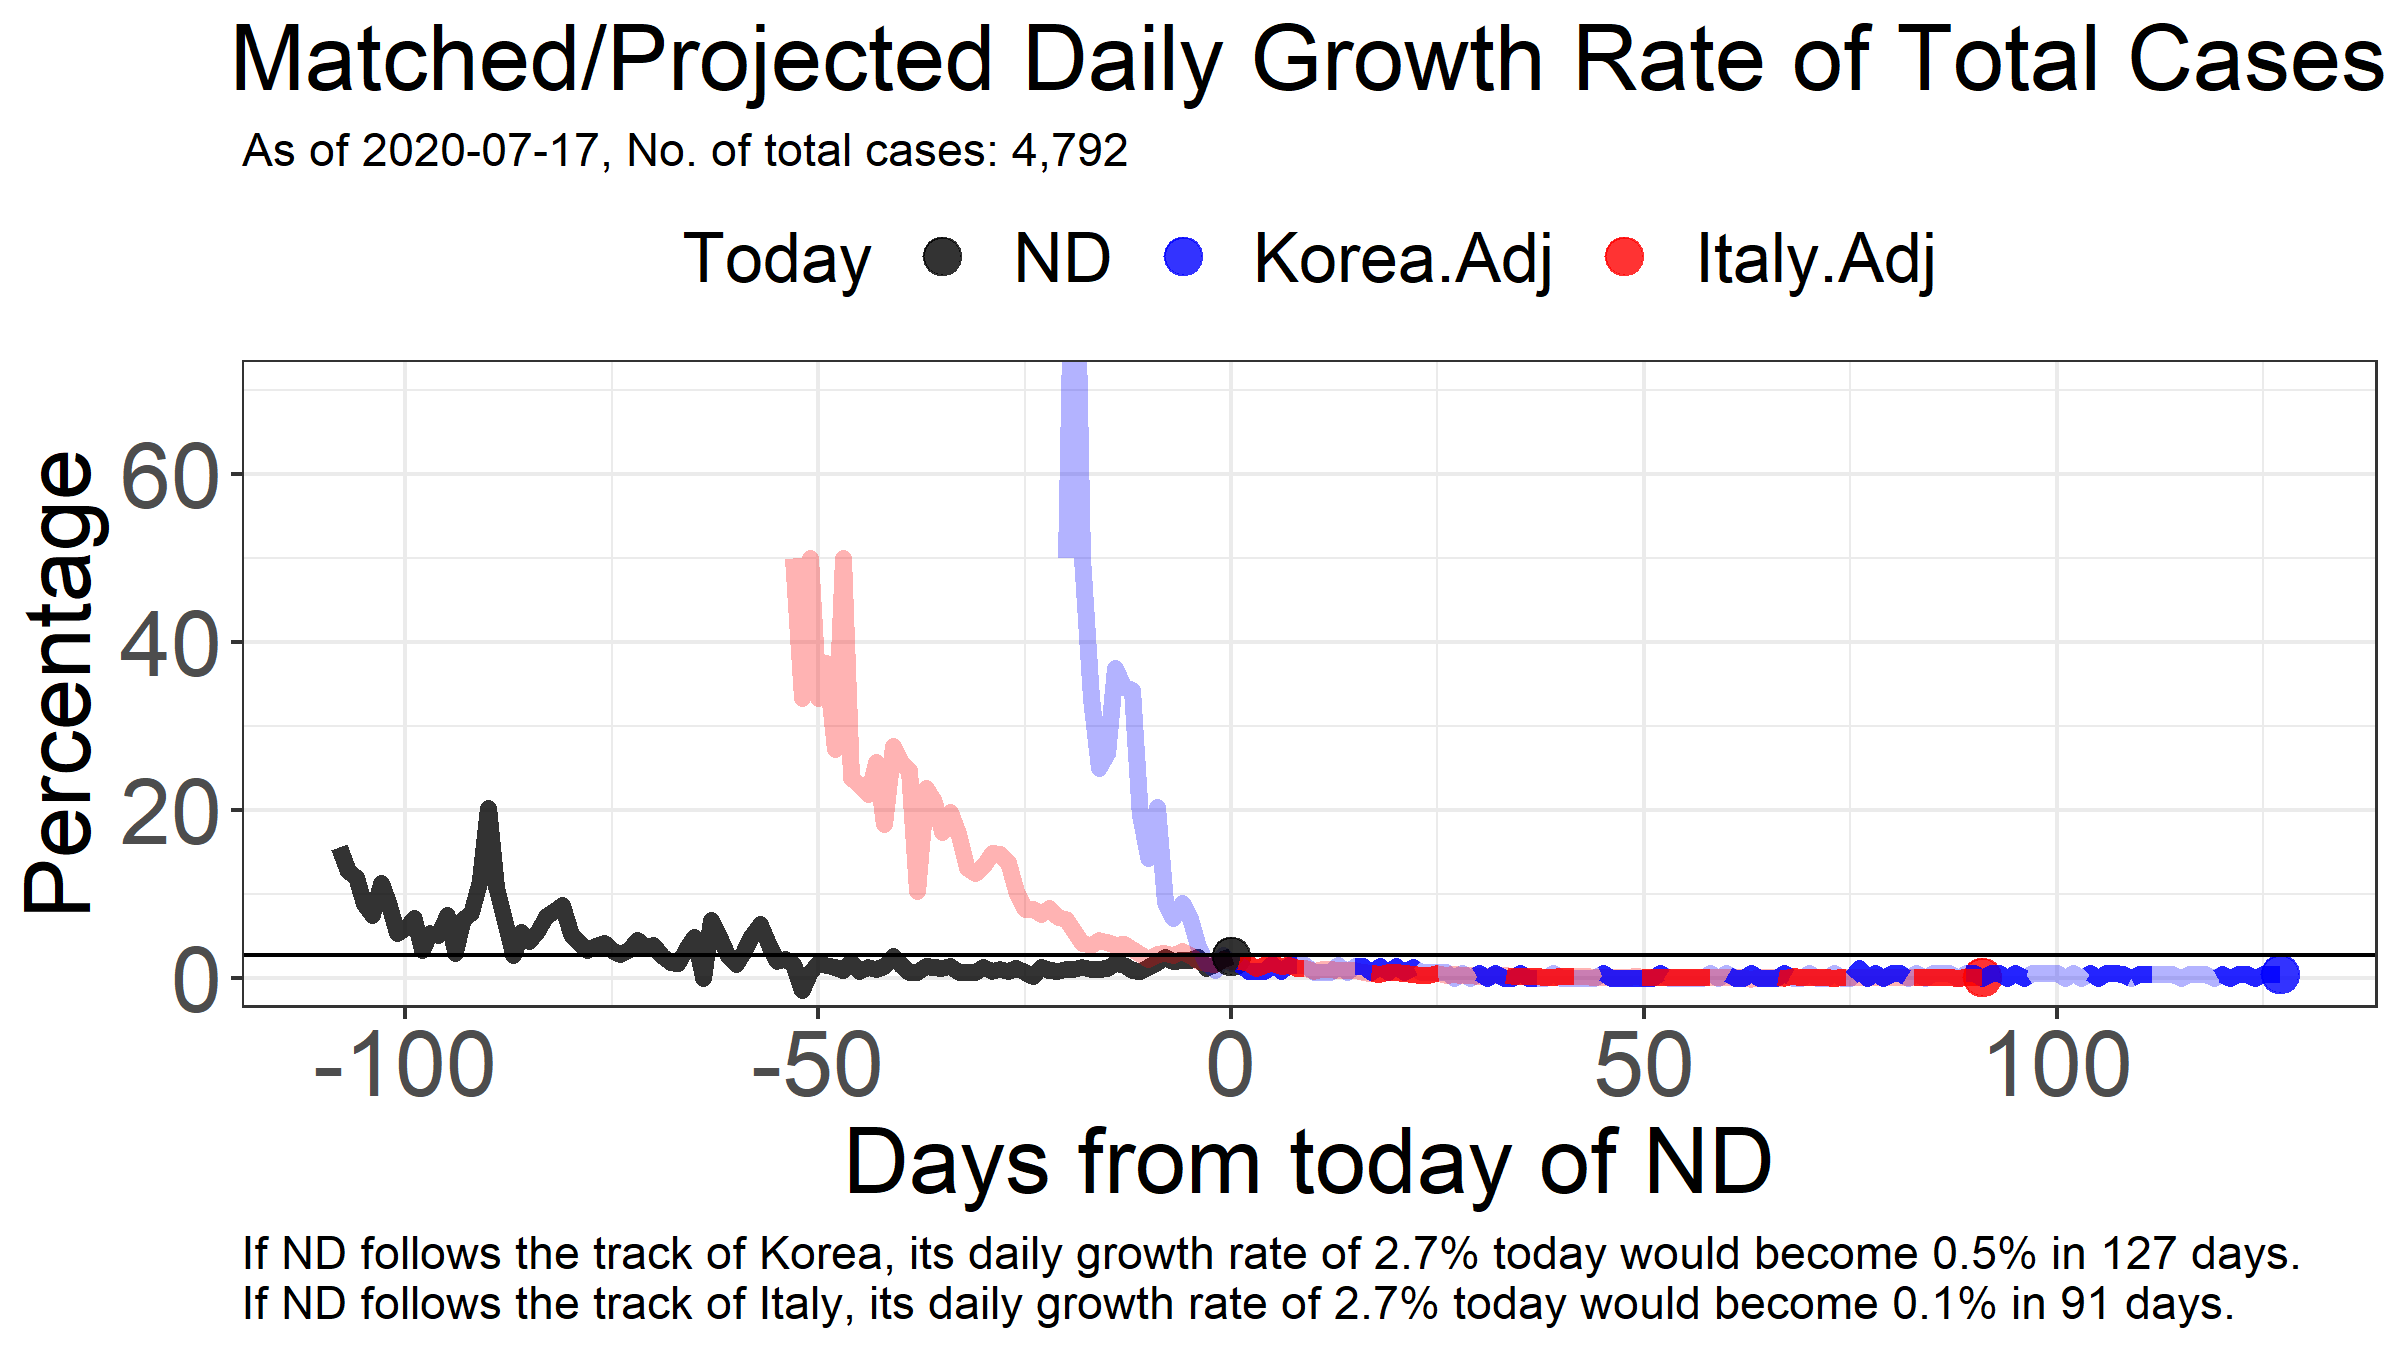 Matched/Projected Daily Growth Rate of Total Cases
As of 2020-07-17, No. of total cases: 4,792
Today ND Korea.Adj Italy.Adj
Percentage
60
40
20
0
-100 -50 0 50 100
Days from today of ND
If ND follows the track of Korea, its daily growth rate of 2.7% today would become 0.5% in 127 days.
If ND follows the track of Italy, its daily growth rate of 2.7% today would become 0.1% in 91 days.